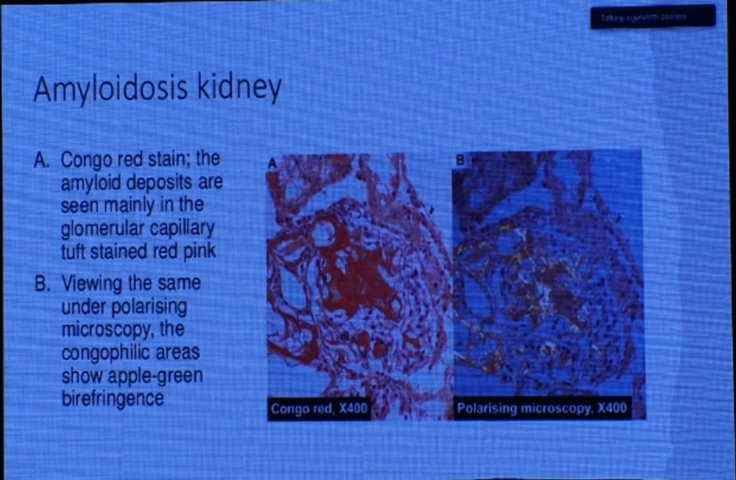 Amyloidosis kidney
A. Congo red stain; the
amyloid deposits are
seen mainly in the
glomerular capillary
tuft stained red pink
B. Viewing the same
under polarising
microscopy, the
congophilic areas
show apple-green
birefringence
A
B
Congo red, X400
Polarising microscopy, X400